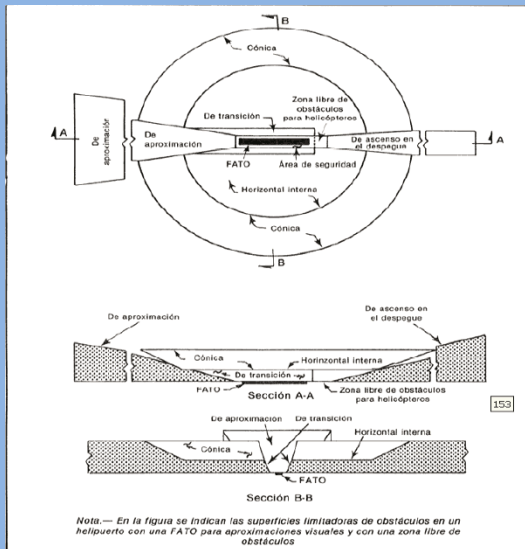 B
Cónica
De transición
Zona libre de
obstáculos
para helicópteros
A
De
aproximación
De
aproximación
De ascenso en
el despegue
A
FATO
Área de seguridad
Horizontal interna
Cónica
B
De aproximación
De ascenso en
el despegue
Cónica
Horinzontal interna
De transición
FATO
Zona libre de obstáculos
para helicópteros
Sección A-A
153
De aproximación
De transición
Cónica
Horizontal interna
FATO
Sección B-B
Nota.— En la figura se indican las superficies limitadoras de obstáculos en un
helipuerto con una FATO para aproximaciones visuales y con una zona libre de
obstáculos